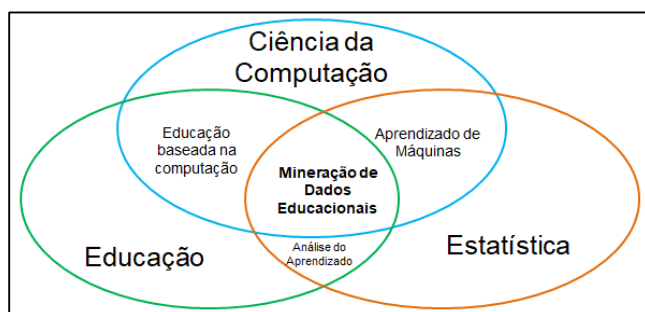 Ciência da
Computação
Educação
baseada na
computação
Aprendizado de
Máquinas
Mineração de
Dados
Educacionais
Educação
Análise do
Aprendizado
Estatística